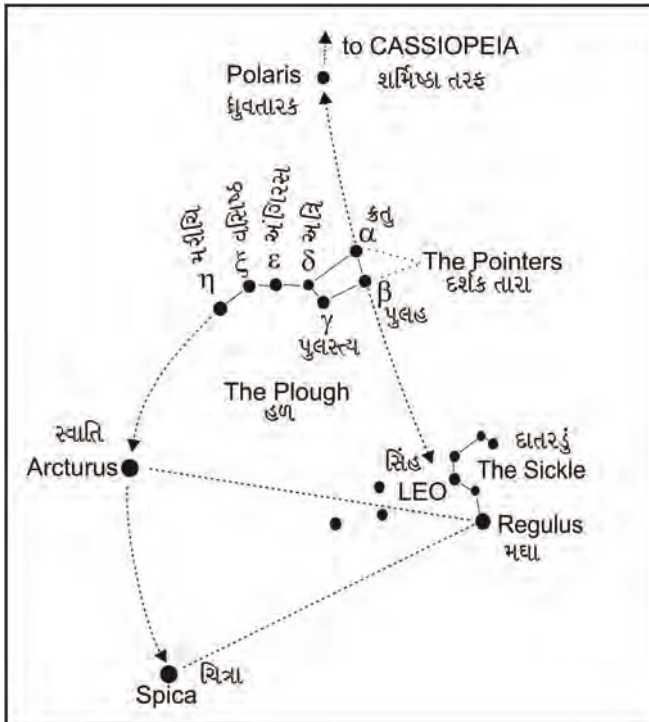 to CASSIOPEIA
શર્મિષ્ઠા તરફ
Polaris
ધ્રુવતારક
મરીચિ
વસિષ્ઠ
અંગિરસ
અત્રિ
ક્રતુ
η
ξ
ε
δ
α
β
γ
The Pointers
દર્શક તારા
પુલહ
પુલસ્ત્ય
The Plough
હળ
સ્વાતિ
Arcturus
સિંહ
LEO
દાતરડું
The Sickle
Regulus
મઘા
ચિત્રા
Spica